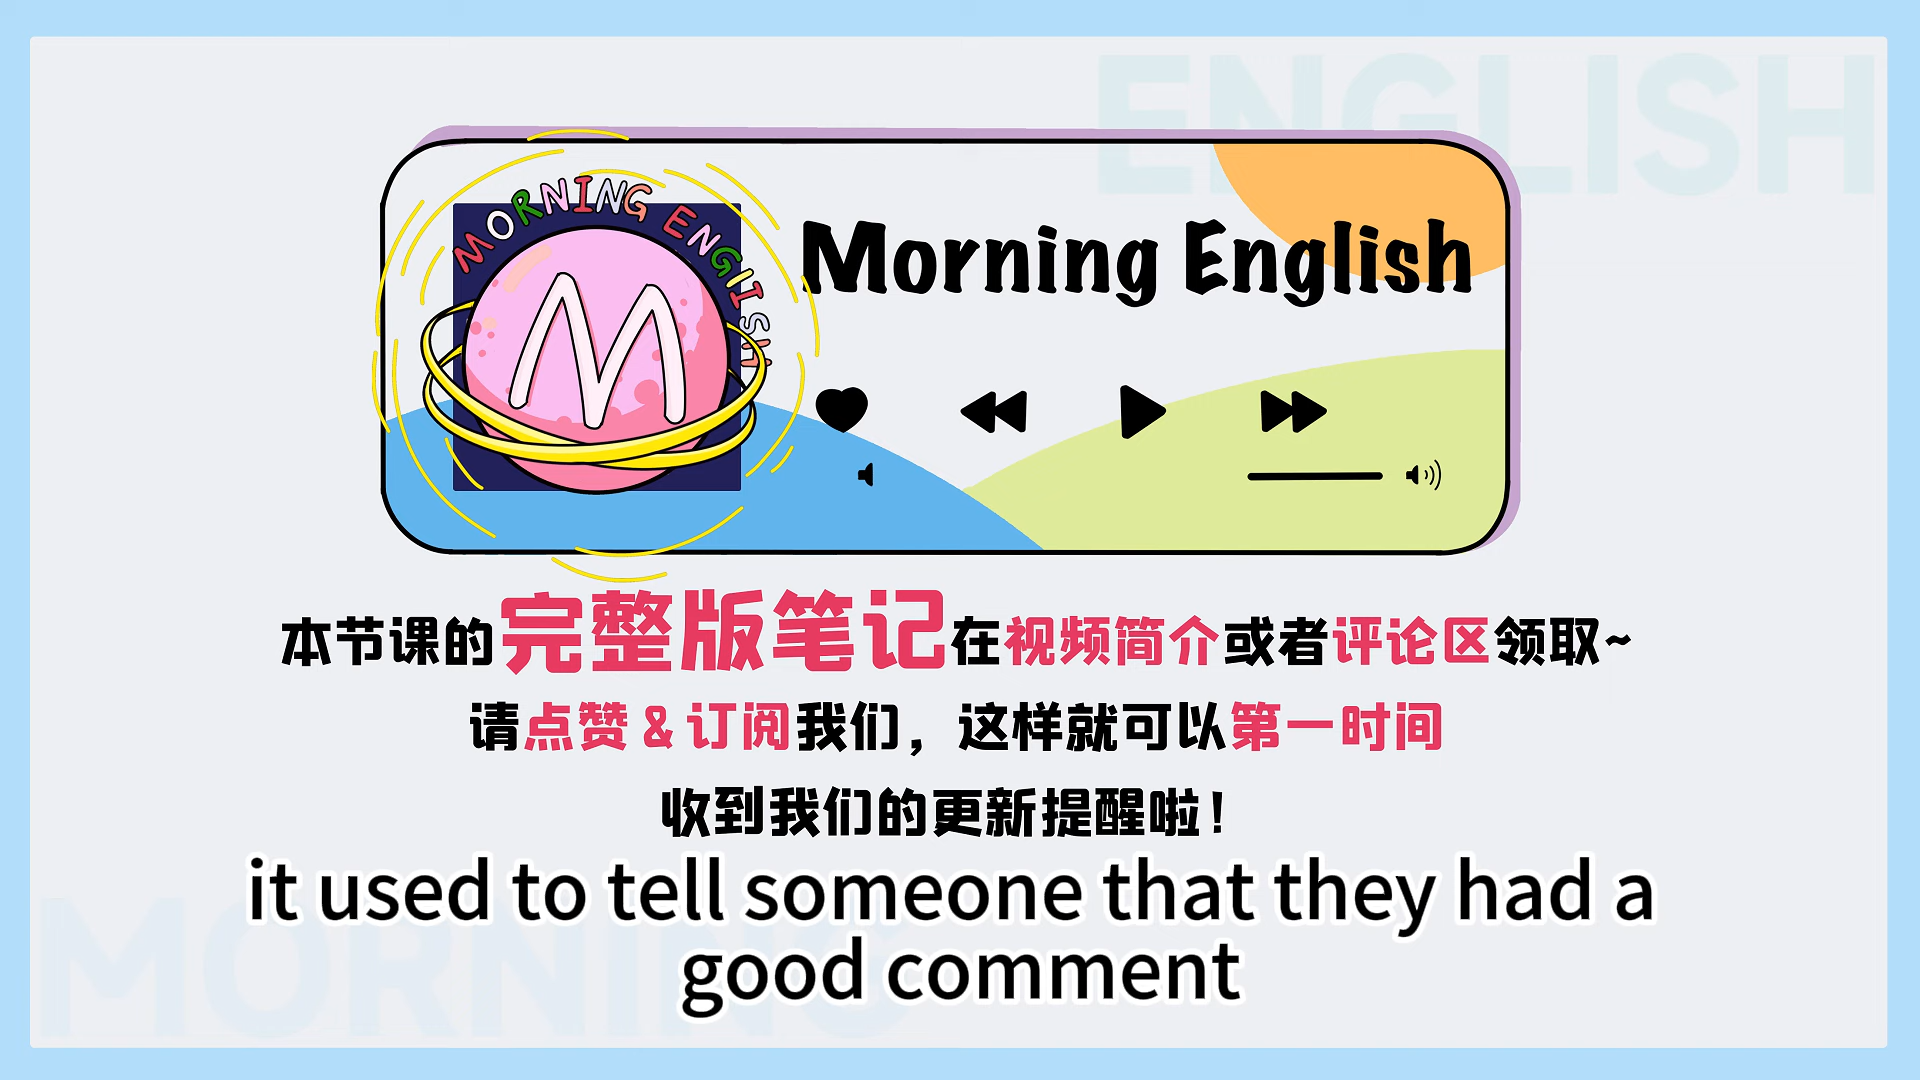 ENGLISH
MORNING ENGLISH
M
Morning English
本节课的完整版笔记在视频简介或者评论区领取~
请点赞&订阅我们，这样就可以第一时间
收到我们的更新提醒啦！
it used to tell someone that they had a
good comment
MORNING